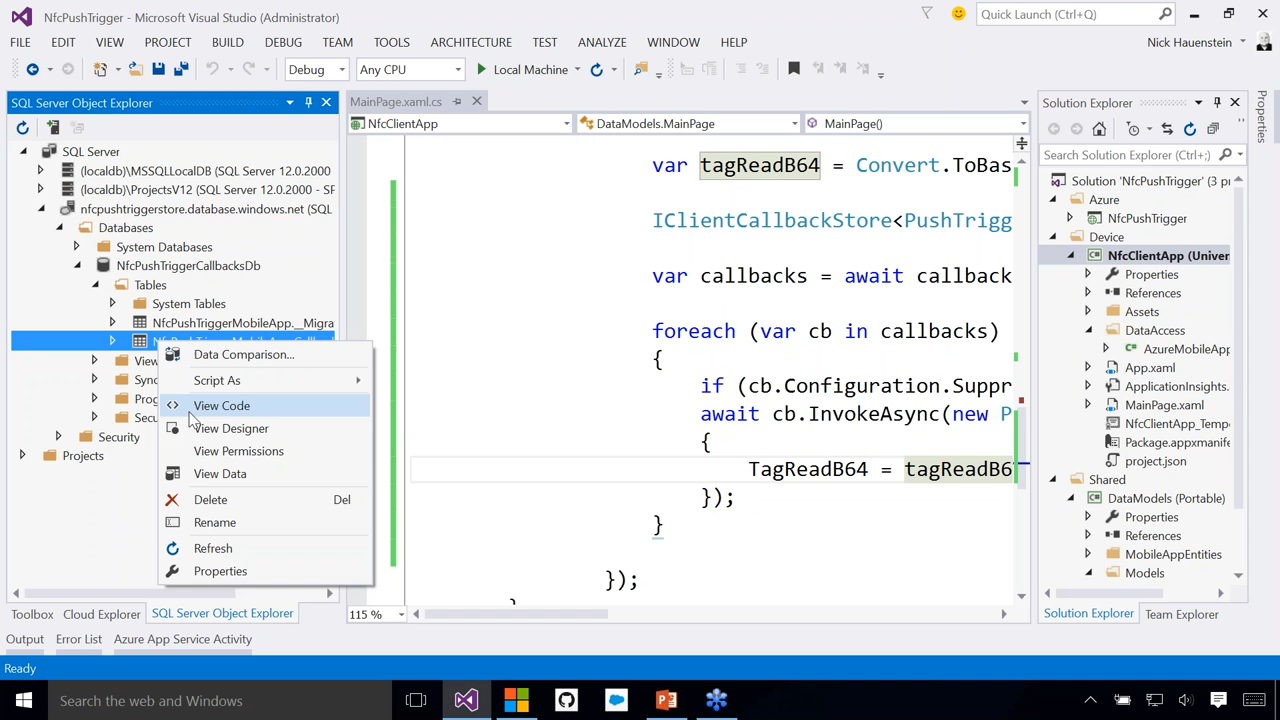 NfcPushTrigger - Microsoft Visual Studio (Administrator)
Quick Launch (Ctrl+Q)
FILE EDIT VIEW PROJECT BUILD DEBUG TEAM TOOLS ARCHITECTURE TEST ANALYZE WINDOW HELP
Nick Hauenstein
Debug Any CPU Local Machine
SQL Server Object Explorer
SQL Server
(localdb)\MSSQLLocalDB (SQL Server 12.0.2000
(localdb)\ProjectsV12 (SQL Server 12.0.2000 - SF
nfcpushtriggerstore.database.windows.net (SQL
Databases
System Databases
NfcPushTriggerCallbacksDb
Tables
System Tables
NfcPushTriggerMobileApp.__Migra
View
Sync
Prog
Secu
Security
Projects
Data Comparison...
Script As
View Code
View Designer
View Permissions
View Data
Delete Del
Rename
Refresh
Properties
Toolbox Cloud Explorer SQL Server Object Explorer
MainPage.xaml.cs
NfcClientApp DataModels.MainPage MainPage()
var tagReadB64 = Convert.ToBas
IClientCallbackStore<PushTrigg
var callbacks = await callback
foreach (var cb in callbacks)
{
if (cb.Configuration.Suppr
await cb.InvokeAsync(new P
{
TagReadB64 = tagReadB6
});
}
});
115 %
Solution Explorer
Search Solution Explorer (Ctrl+;)
Solution 'NfcPushTrigger' (3 pr
Azure
NfcPushTrigger
Device
NfcClientApp (Univer
Properties
References
Assets
DataAccess
AzureMobileApp
App.xaml
ApplicationInsights.
MainPage.xaml
NfcClientApp_Temp
Package.appxmanife
project.json
Shared
DataModels (Portable)
Properties
References
MobileAppEntities
Models
Solution Explorer Team Explorer
Properties
Output Error List Azure App Service Activity
Ready
Search the web and Windows